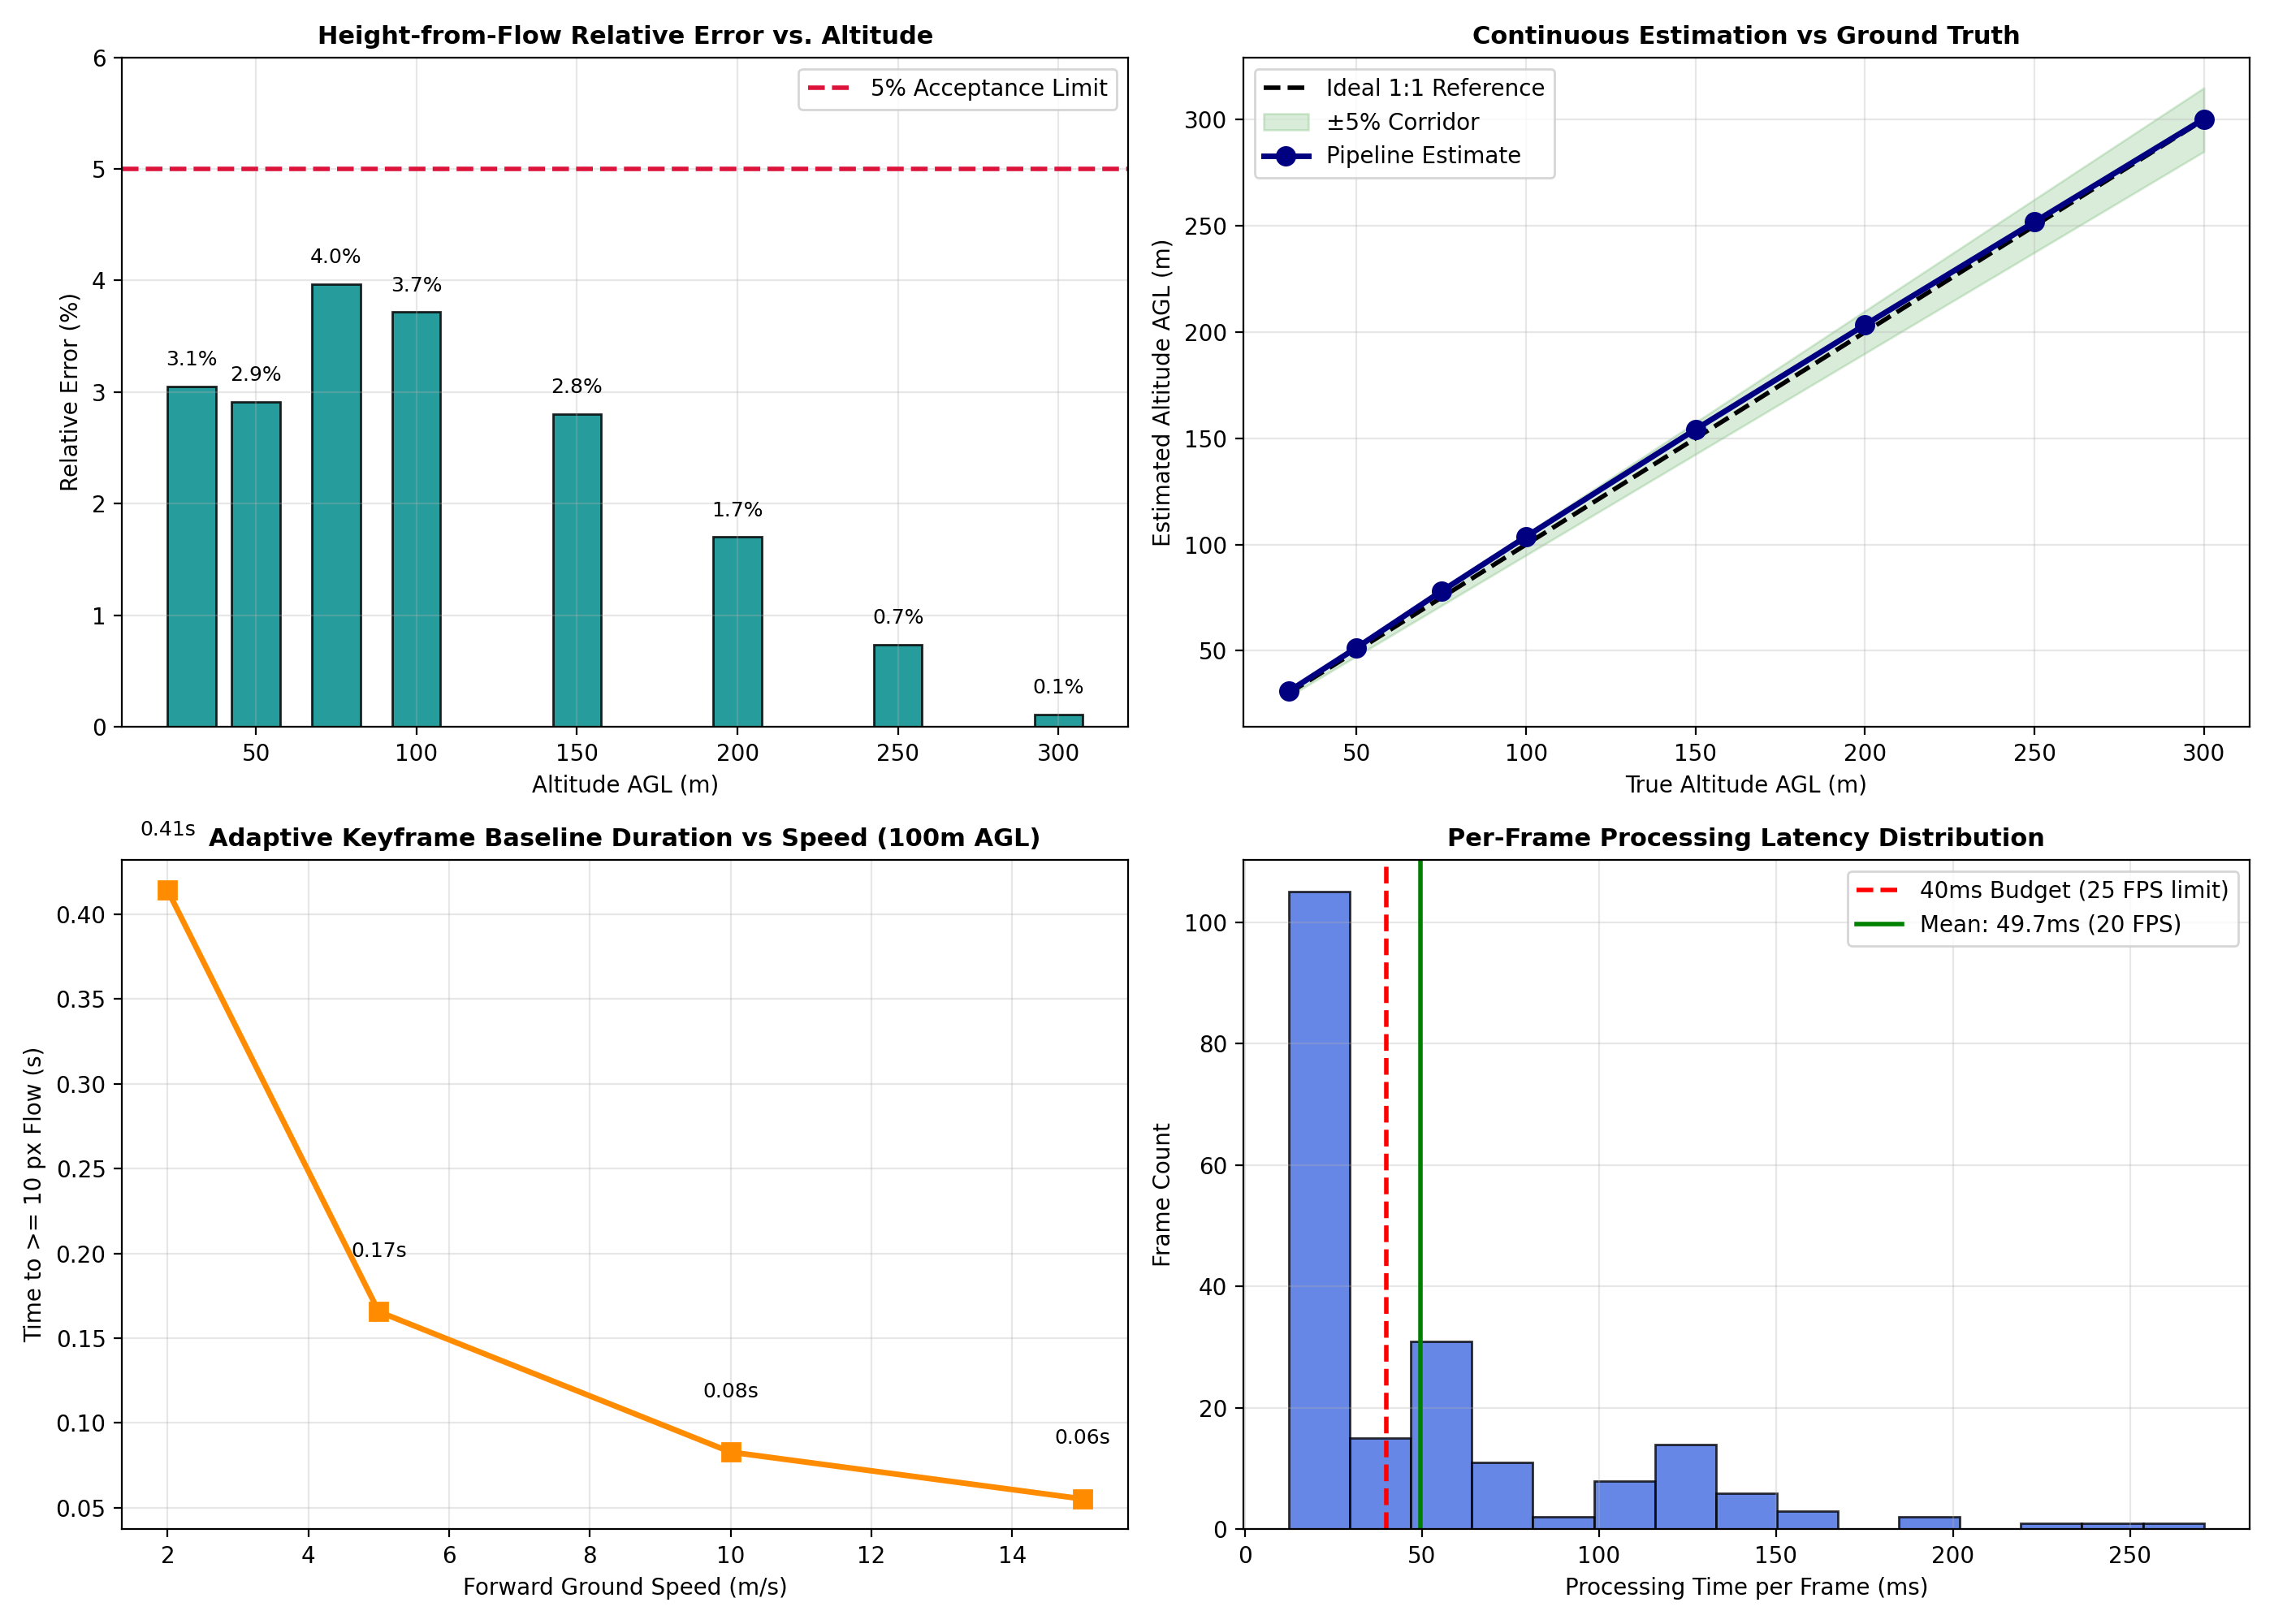 Height-from-Flow Relative Error vs. Altitude
5% Acceptance Limit
Relative Error (%)
6
5
4
3
2
1
0
3.1%
2.9%
4.0%
3.7%
2.8%
1.7%
0.7%
0.1%
50 100 150 200 250 300
Altitude AGL (m)
Continuous Estimation vs Ground Truth
Ideal 1:1 Reference
±5% Corridor
Pipeline Estimate
Estimated Altitude AGL (m)
300
250
200
150
100
50
50 100 150 200 250 300
True Altitude AGL (m)
Adaptive Keyframe Baseline Duration vs Speed (100m AGL)
Time to >= 10 px Flow (s)
0.40
0.35
0.30
0.25
0.20
0.15
0.10
0.05
0.41s
0.17s
0.08s
0.06s
2 4 6 8 10 12 14
Forward Ground Speed (m/s)
Per-Frame Processing Latency Distribution
40ms Budget (25 FPS limit)
Mean: 49.7ms (20 FPS)
Frame Count
100
80
60
40
20
0
0 50 100 150 200 250
Processing Time per Frame (ms)